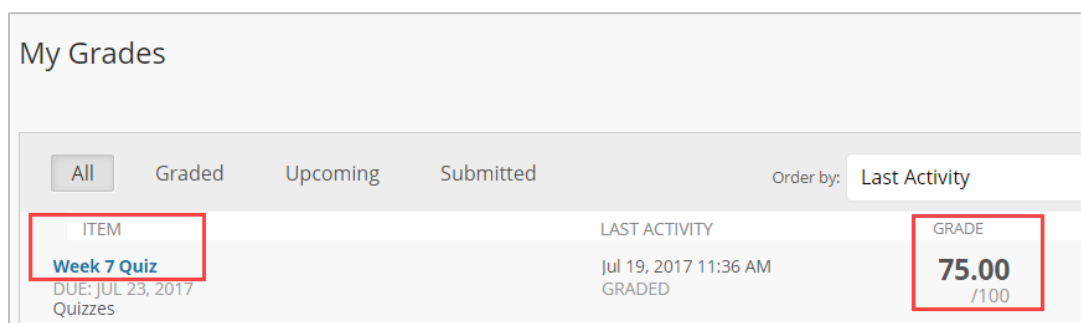 My Grades
All Graded Upcoming Submitted Order by: Last Activity
ITEM LAST ACTIVITY GRADE
Week 7 Quiz Jul 19, 2017 11:36 AM 75.00
DUE: JUL 23, 2017 GRADED /100
Quizzes